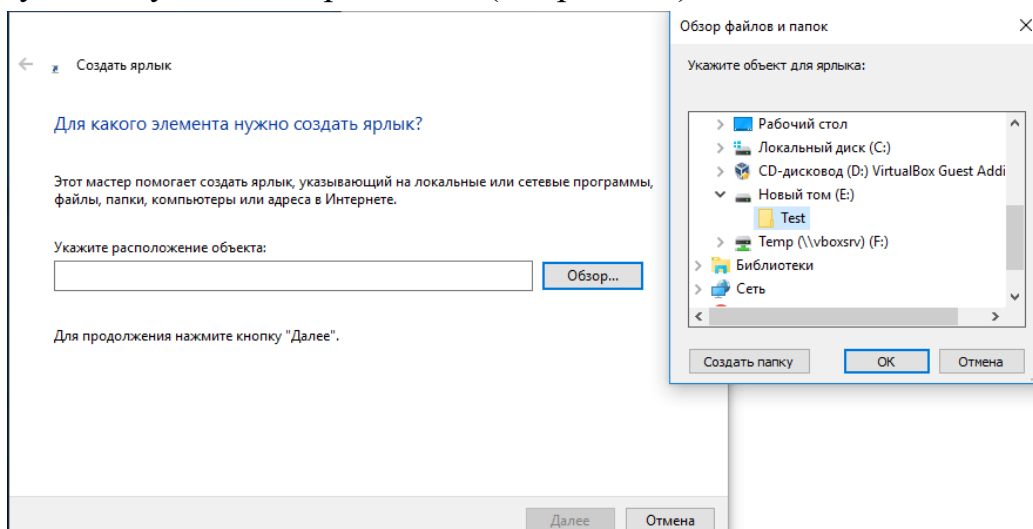 Создать ярлык
Для какого элемента нужно создать ярлык?
Этот мастер помогает создать ярлык, указывающий на локальные или сетевые программы,
файлы, папки, компьютеры или адреса в Интернете.
Укажите расположение объекта:
Обзор...
Для продолжения нажмите кнопку "Далее".
Далее
Отмена
Обзор файлов и папок
Укажите объект для ярлыка:
Рабочий стол
Локальный диск (C:)
CD-дисковод (D:) VirtualBox Guest Addi
Новый том (E:)
Test
Temp (\\vboxsrv) (F:)
Библиотеки
Сеть
Создать папку
ОК
Отмена